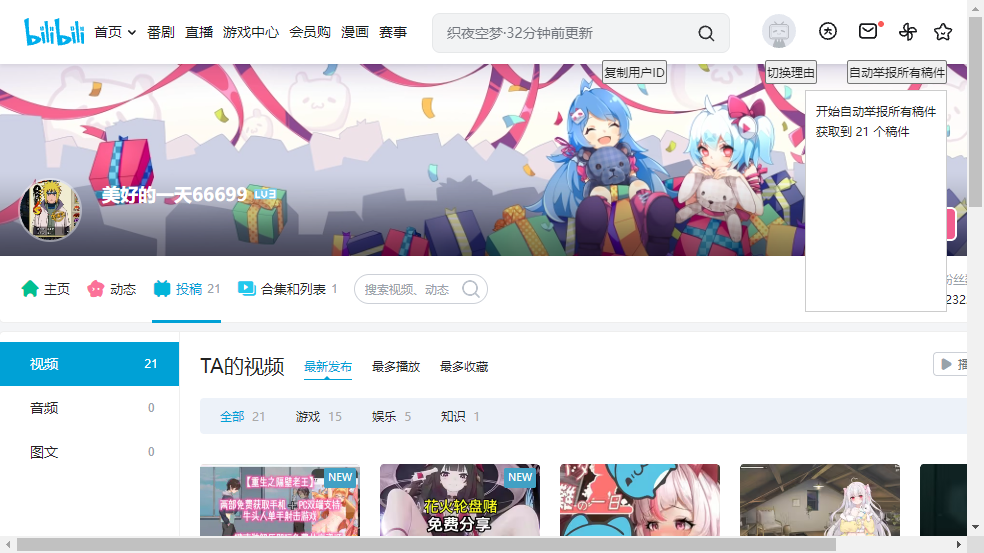 bilibili 首页 番剧 直播 游戏中心 会员购 漫画 赛事 织夜空梦·32分钟前更新
复制用户ID 切换理由 自动举报所有稿件
开始自动举报所有稿件
获取到 21 个稿件
美好的一天66699 LV3
主页 动态 投稿 21 合集和列表 1 搜索视频、动态 粉丝
232
视频 21
TA的视频 最新发布 最多播放 最多收藏 播
音频 0
全部 21 游戏 15 娱乐 5 知识 1
图文 0
NEW
【重生之隔壁老王】
两部免费获取手机+PC双端支持
牛头人单手射击游戏
NEW
花火轮盘赌
免费分享
的一日